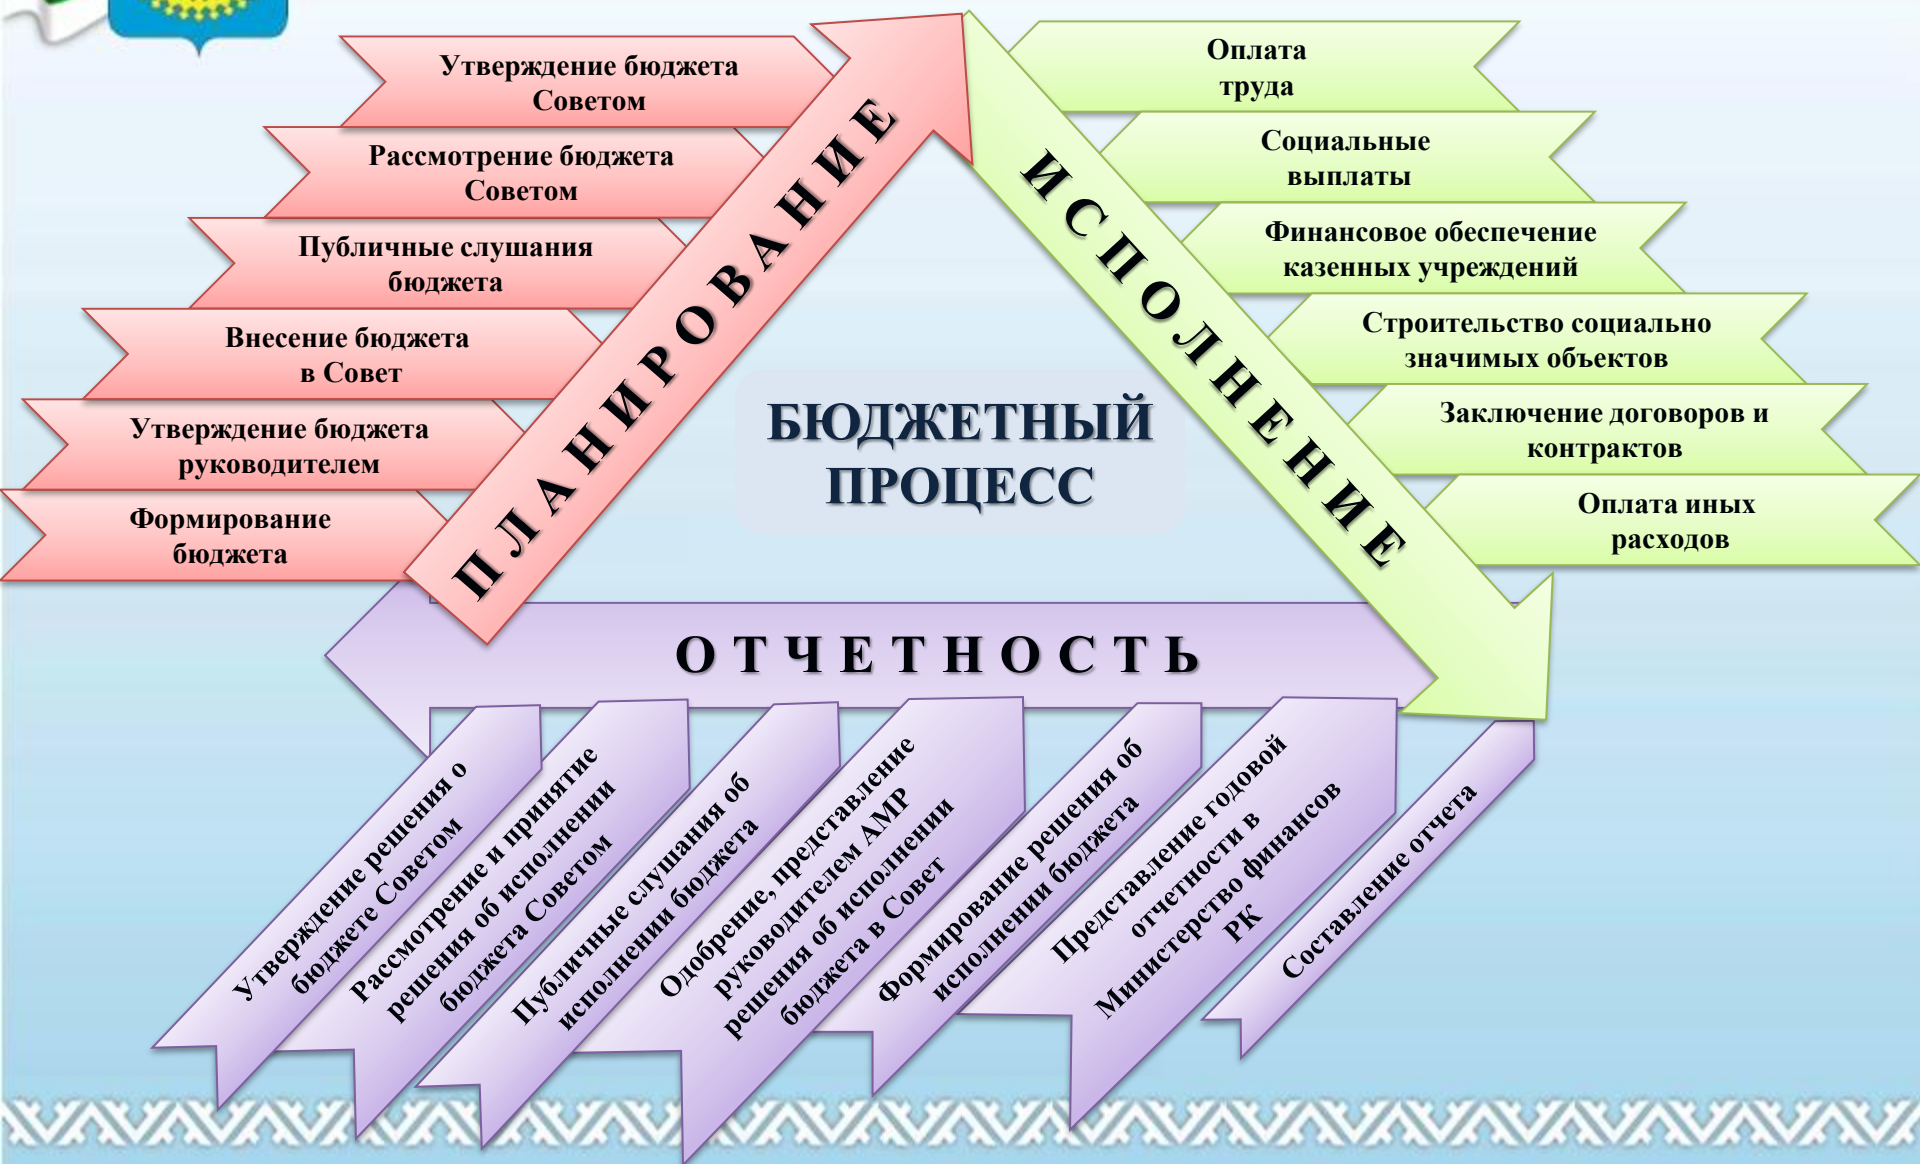 Утверждение бюджета
Советом
Рассмотрение бюджета
Советом
Публичные слушания
бюджета
Внесение бюджета
в Совет
Утверждение бюджета
руководителем
Формирование
бюджета
ПЛАНИРОВАНИЕ
ИСПОЛНЕНИЕ
Оплата
труда
Социальные
выплаты
Финансовое обеспечение
казенных учреждений
Строительство социально
значимых объектов
Заключение договоров и
контрактов
Оплата иных
расходов
БЮДЖЕТНЫЙ
ПРОЦЕСС
ОТЧЕТНОСТЬ
Утверждение решения о
бюджете Советом
Рассмотрение и принятие
решения об исполнении
бюджета Советом
Публичные слушания об
исполнении бюджета
Одобрение, представление
руководителем АМР
решения об исполнении
бюджета в Совет
Формирование решения об
исполнении бюджета
Представление годовой
отчетности в
Министерство финансов
РК
Составление отчета